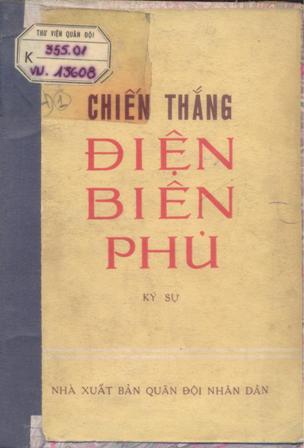 THƯ VIỆN QUÂN ĐỘI
K 355.01
VV. 13608
CHIẾN THẮNG
ĐIỆN
BIÊN
PHỦ
KÝ SỰ
NHÀ XUẤT BẢN QUÂN ĐỘI NHÂN DÂN